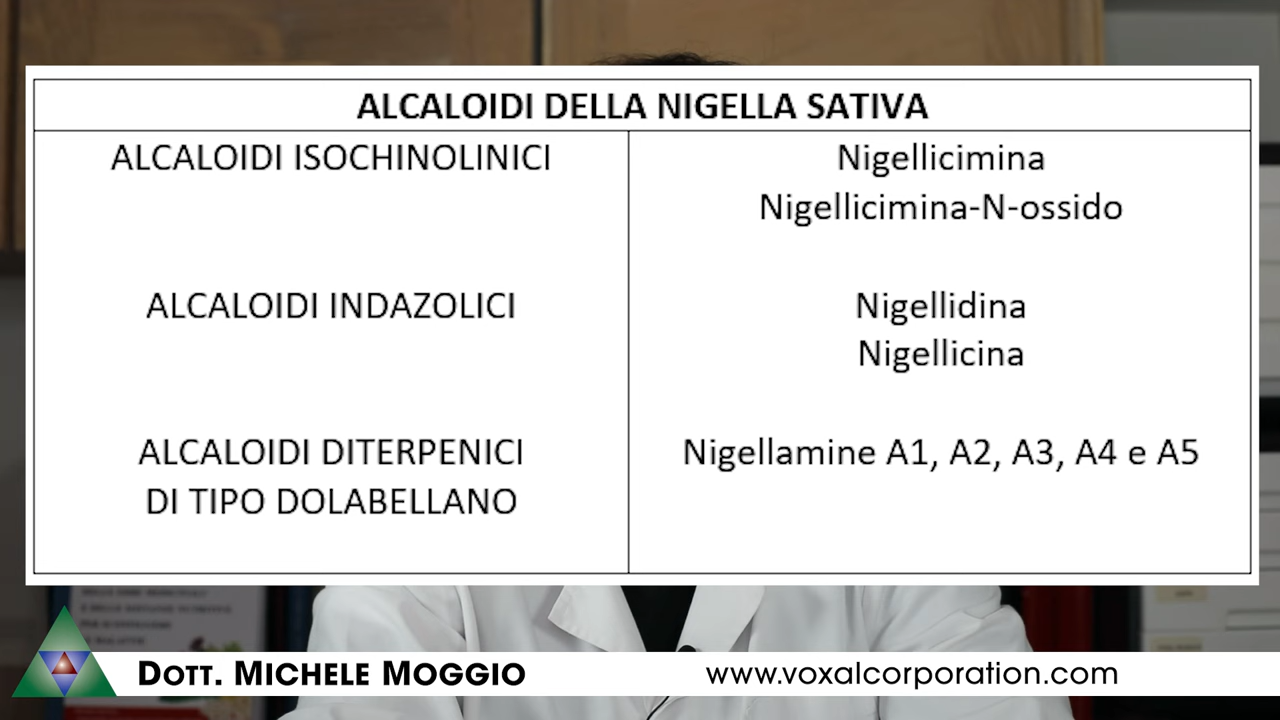 ALCALOIDI DELLA NIGELLA SATIVA
ALCALOIDI ISOCHINOLINICI
Nigellicimina
Nigellicimina-N-ossido
ALCALOIDI INDAZOLICI
Nigellidina
Nigellicina
ALCALOIDI DITERPENICI
DI TIPO DOLABELLANO
Nigellamine A1, A2, A3, A4 e A5
DOTT. MICHELE MOGGIO
www.voxalcorporation.com